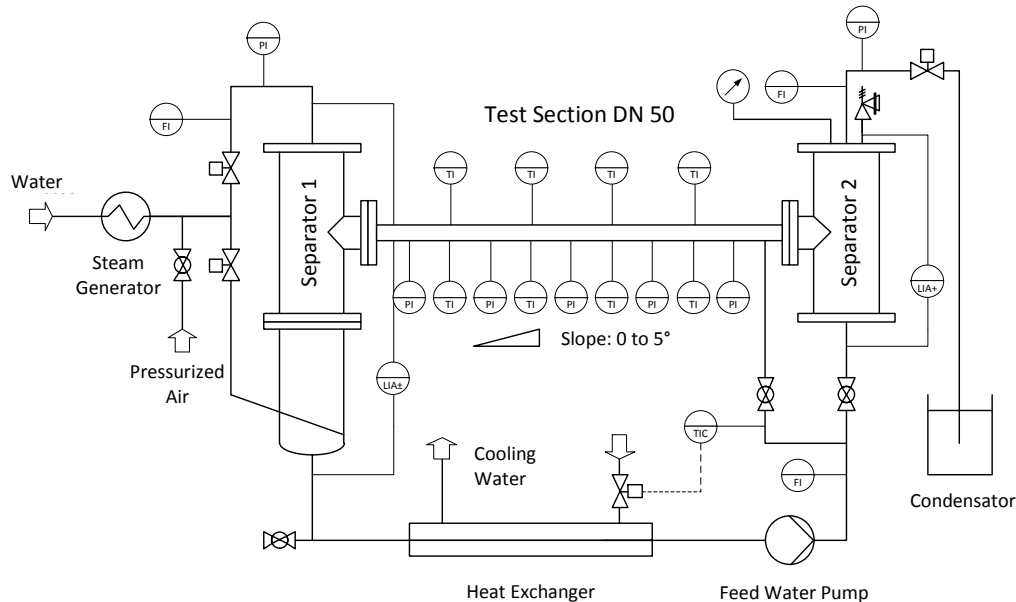 PI
PI
FI
FI
Test Section DN 50
TI
TI
TI
TI
Water
Separator 1
Separator 2
Steam
Generator
PI
TI
PI
TI
PI
TI
PI
TI
PI
LIA+
Slope: 0 to 5°
Pressurized
Air
LIA±
TIC
Cooling
Water
FI
Condensator
Heat Exchanger
Feed Water Pump